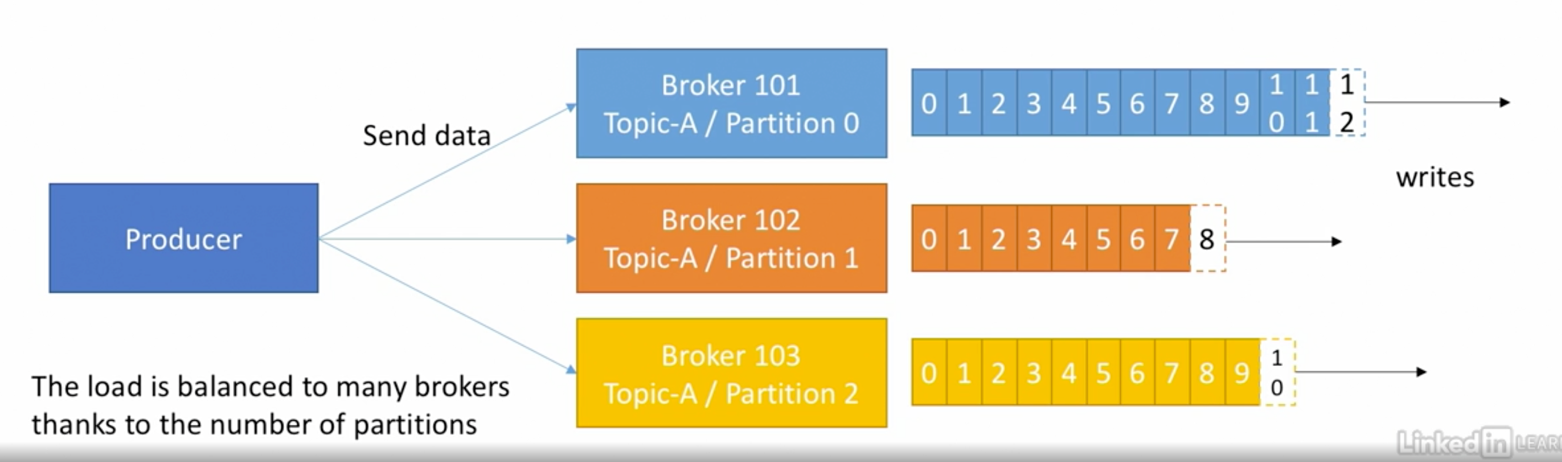 Broker 101
Topic-A / Partition 0
0 1 2 3 4 5 6 7 8 9 10 11 12
Send data
writes
Producer
Broker 102
Topic-A / Partition 1
0 1 2 3 4 5 6 7 8
Broker 103
Topic-A / Partition 2
0 1 2 3 4 5 6 7 8 9 10
The load is balanced to many brokers
thanks to the number of partitions
Linked in LEAR